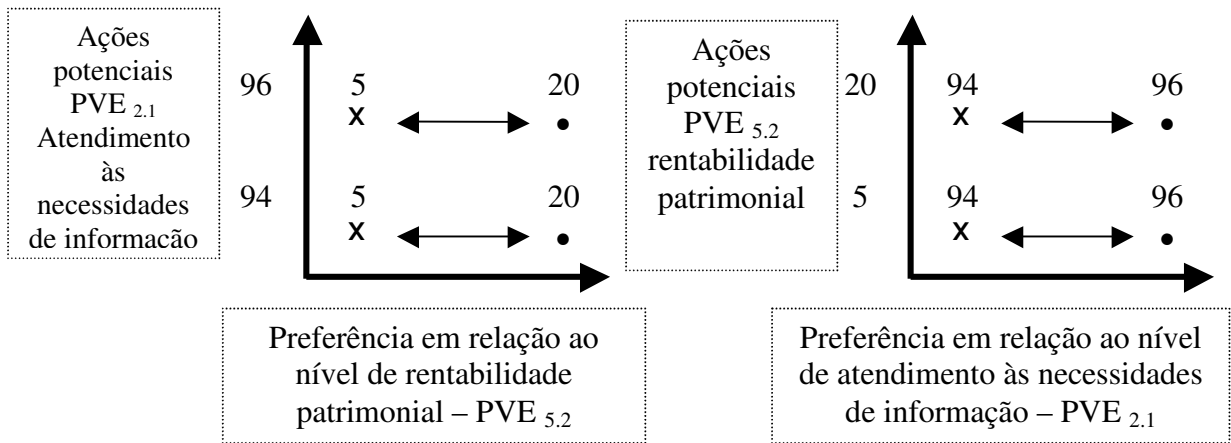 Ações
potenciais
PVE 2.1
Atendimento
às
necessidades
de informacão
96 5 20
x •
94 5 20
x •
Preferência em relação ao
nível de rentabilidade
patrimonial – PVE 5.2
Ações
potenciais
PVE 5.2
rentabilidade
patrimonial
20 94 96
x •
5 94 96
x •
Preferência em relação ao nível
de atendimento às necessidades
de informação – PVE 2.1